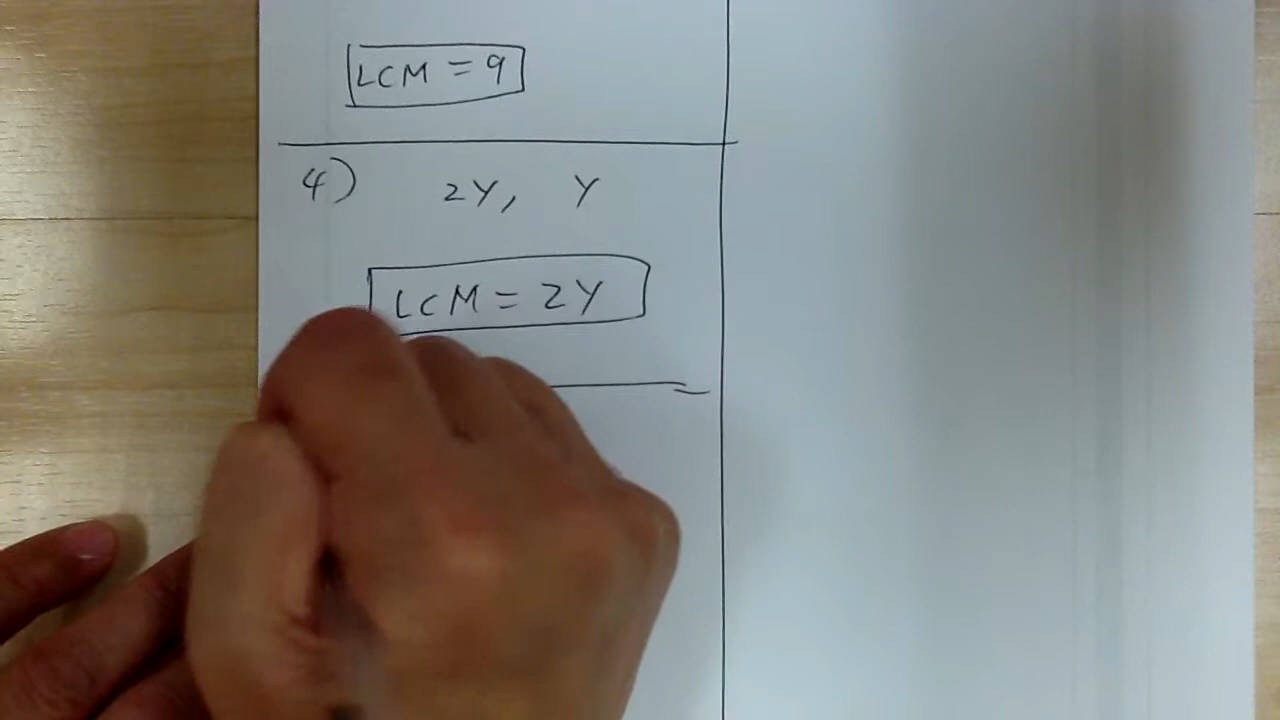 LCM = 9
4) 2Y, Y
LCM = 2Y